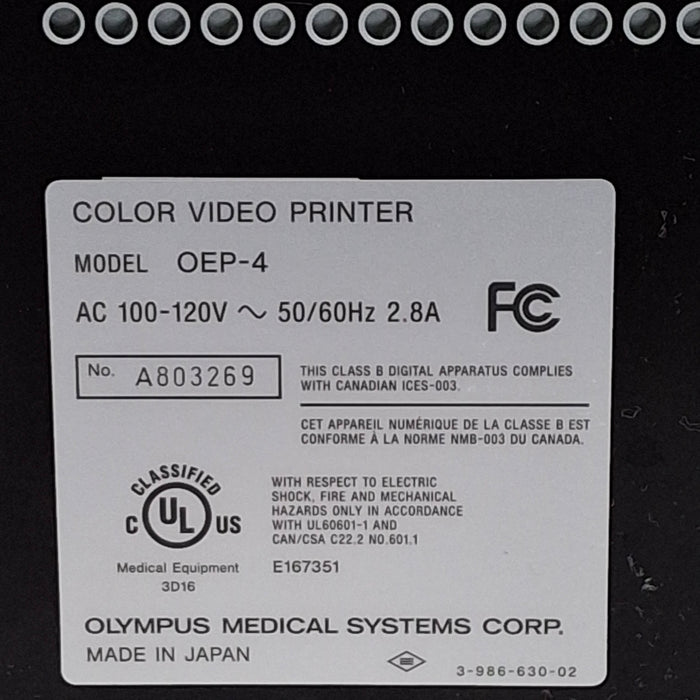 COLOR VIDEO PRINTER
MODEL OEP-4
AC 100-120V ~ 50/60Hz 2.8A
FC
No. A803269
THIS CLASS B DIGITAL APPARATUS COMPLIES
WITH CANADIAN ICES-003.
CET APPAREIL NUMÉRIQUE DE LA CLASSE B EST
CONFORME À LA NORME NMB-003 DU CANADA.
CLASSIFIED
C UL US
Medical Equipment
3D16
WITH RESPECT TO ELECTRIC
SHOCK, FIRE AND MECHANICAL
HAZARDS ONLY IN ACCORDANCE
WITH UL60601-1 AND
CAN/CSA C22.2 NO.601.1
E167351
OLYMPUS MEDICAL SYSTEMS CORP.
MADE IN JAPAN
3-986-630-02